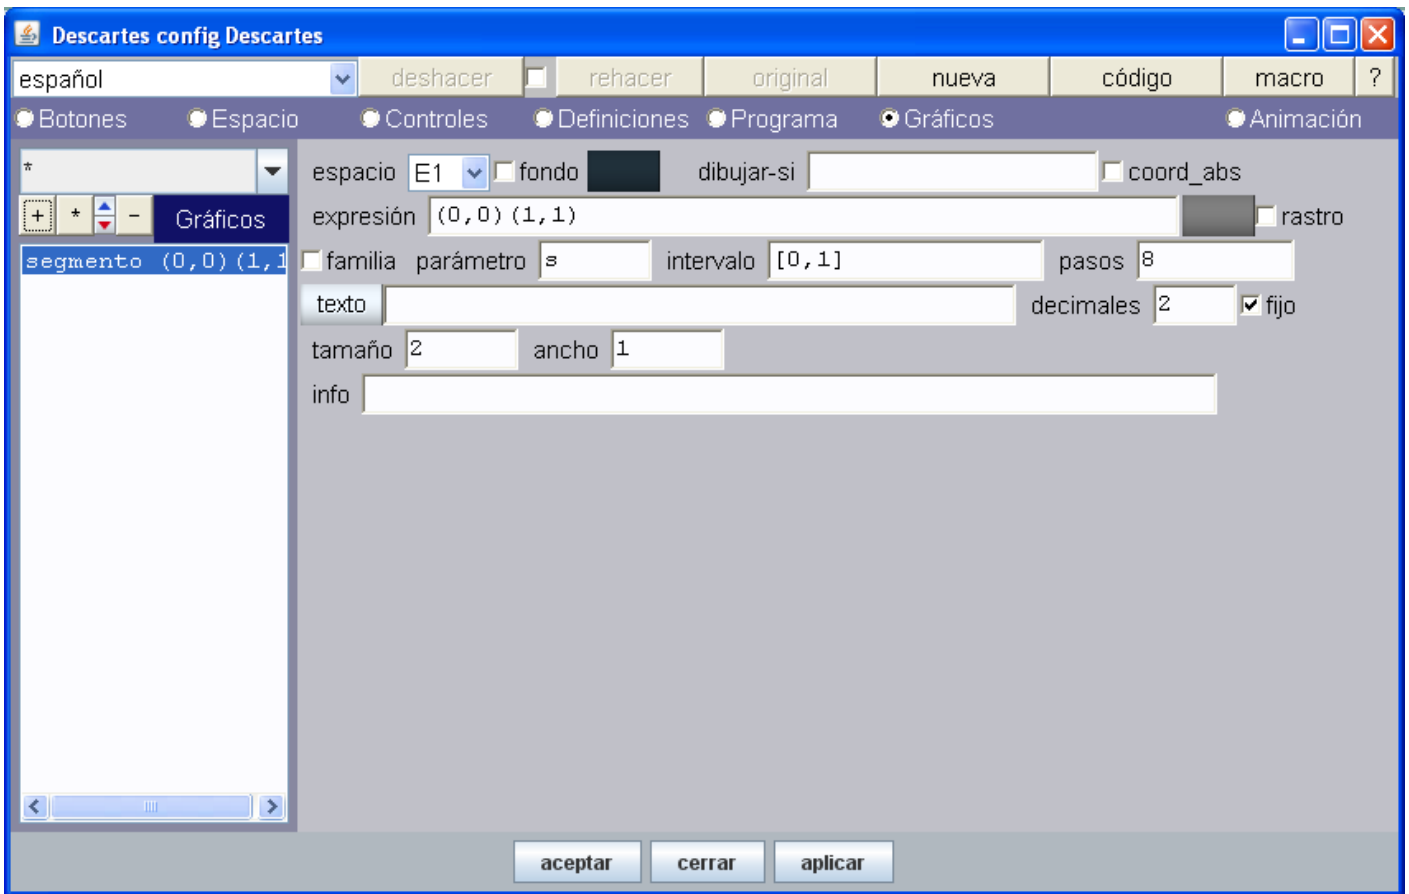 Descartes config Descartes
español deshacer rehacer original nueva código macro ?
Botones Espacio Controles Definiciones Programa Gráficos Animación
* espacio E1 fondo dibujar-si coord_abs
+ * - Gráficos expresión (0,0)(1,1) rastro
segmento (0,0)(1,1 familia parámetro s intervalo [0,1] pasos 8
texto decimales 2 fijo
tamaño 2 ancho 1
info
aceptar cerrar aplicar